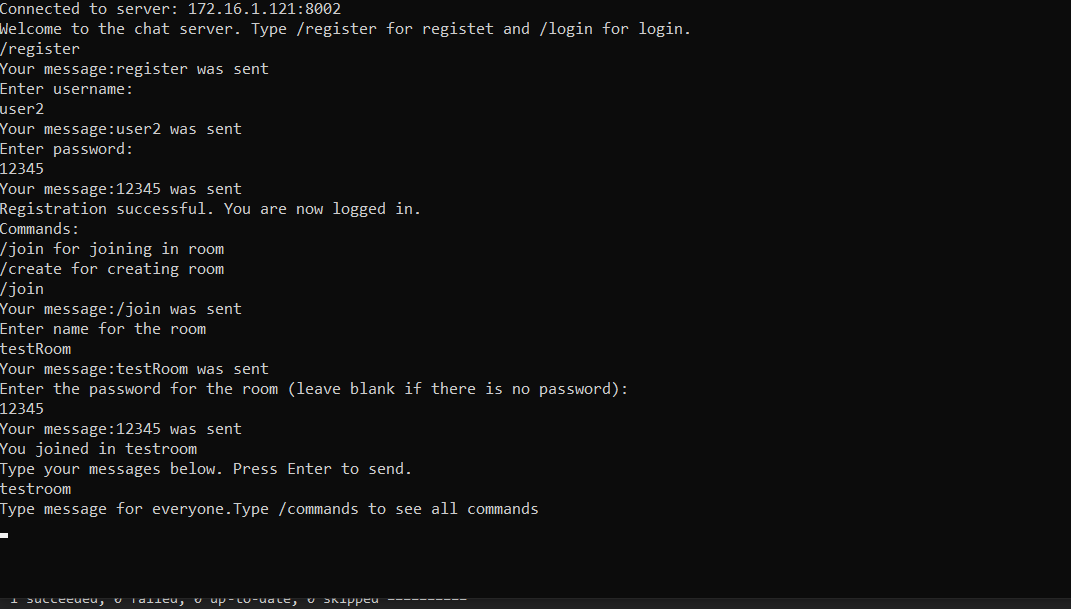 Connected to server: 172.16.1.121:8002
Welcome to the chat server. Type /register for registet and /login for login.
/register
Your message:register was sent
Enter username:
user2
Your message:user2 was sent
Enter password:
12345
Your message:12345 was sent
Registration successful. You are now logged in.
Commands:
/join for joining in room
/create for creating room
/join
Your message:/join was sent
Enter name for the room
testRoom
Your message:testRoom was sent
Enter the password for the room (leave blank if there is no password):
12345
Your message:12345 was sent
You joined in testroom
Type your messages below. Press Enter to send.
testroom
Type message for everyone.Type /commands to see all commands
1 succeeded, 0 failed, 0 up-to-date, 0 skipped ==========